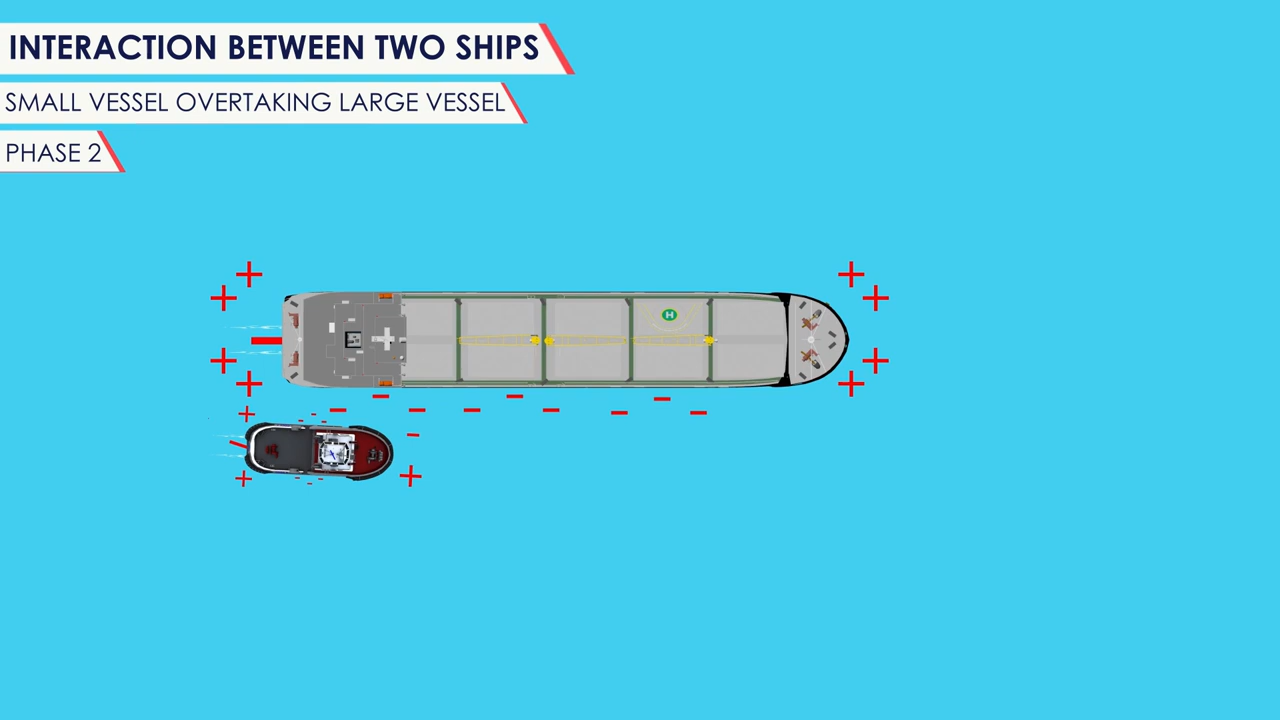 INTERACTION BETWEEN TWO SHIPS
SMALL VESSEL OVERTAKING LARGE VESSEL
PHASE 2
H